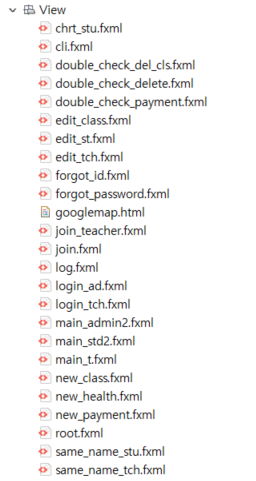 View
chrt_stu.fxml
cli.fxml
double_check_del_cls.fxml
double_check_delete.fxml
double_check_payment.fxml
edit_class.fxml
edit_st.fxml
edit_tch.fxml
forgot_id.fxml
forgot_password.fxml
googlemap.html
join_teacher.fxml
join.fxml
log.fxml
login_ad.fxml
login_tch.fxml
main_admin2.fxml
main_std2.fxml
main_t.fxml
new_class.fxml
new_health.fxml
new_payment.fxml
root.fxml
same_name_stu.fxml
same_name_tch.fxml